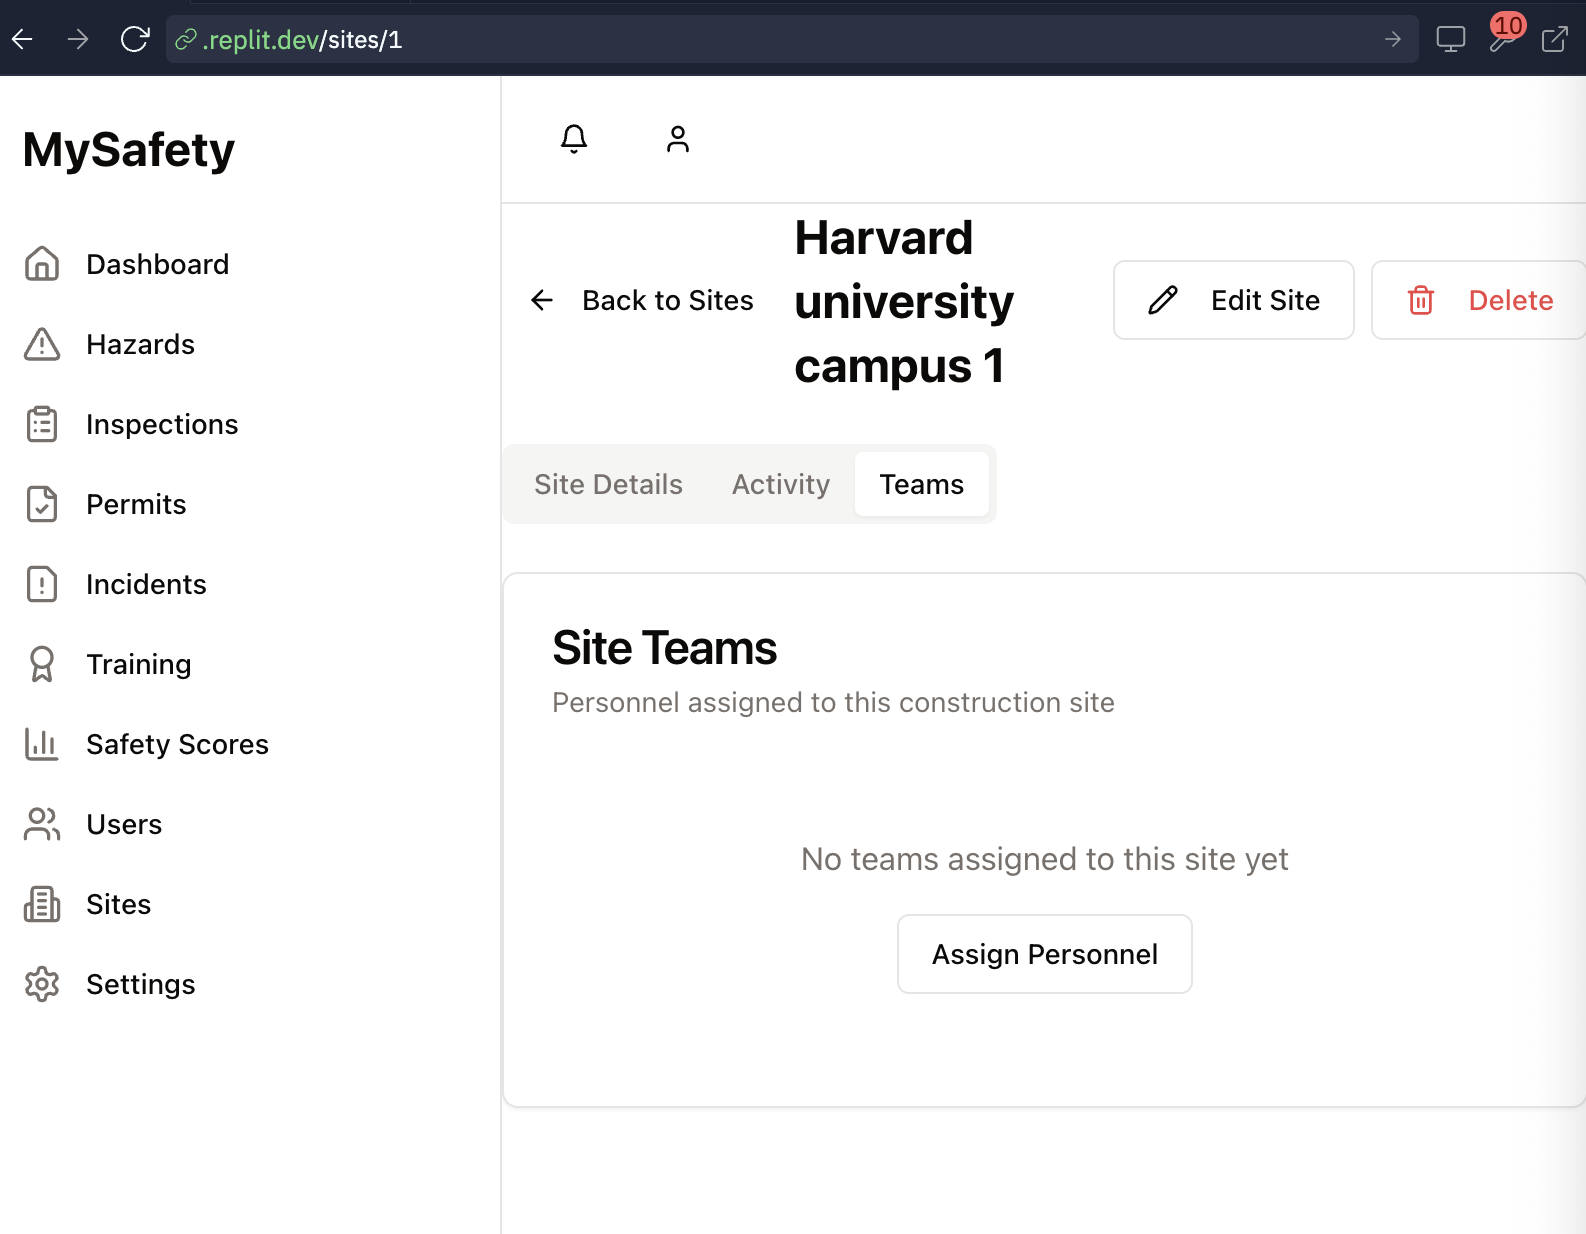 .replit.dev/sites/1
10
MySafety
Dashboard
Hazards
Inspections
Permits
Incidents
Training
Safety Scores
Users
Sites
Settings
Back to Sites
Harvard
university
campus 1
Edit Site
Delete
Site Details
Activity
Teams
Site Teams
Personnel assigned to this construction site
No teams assigned to this site yet
Assign Personnel